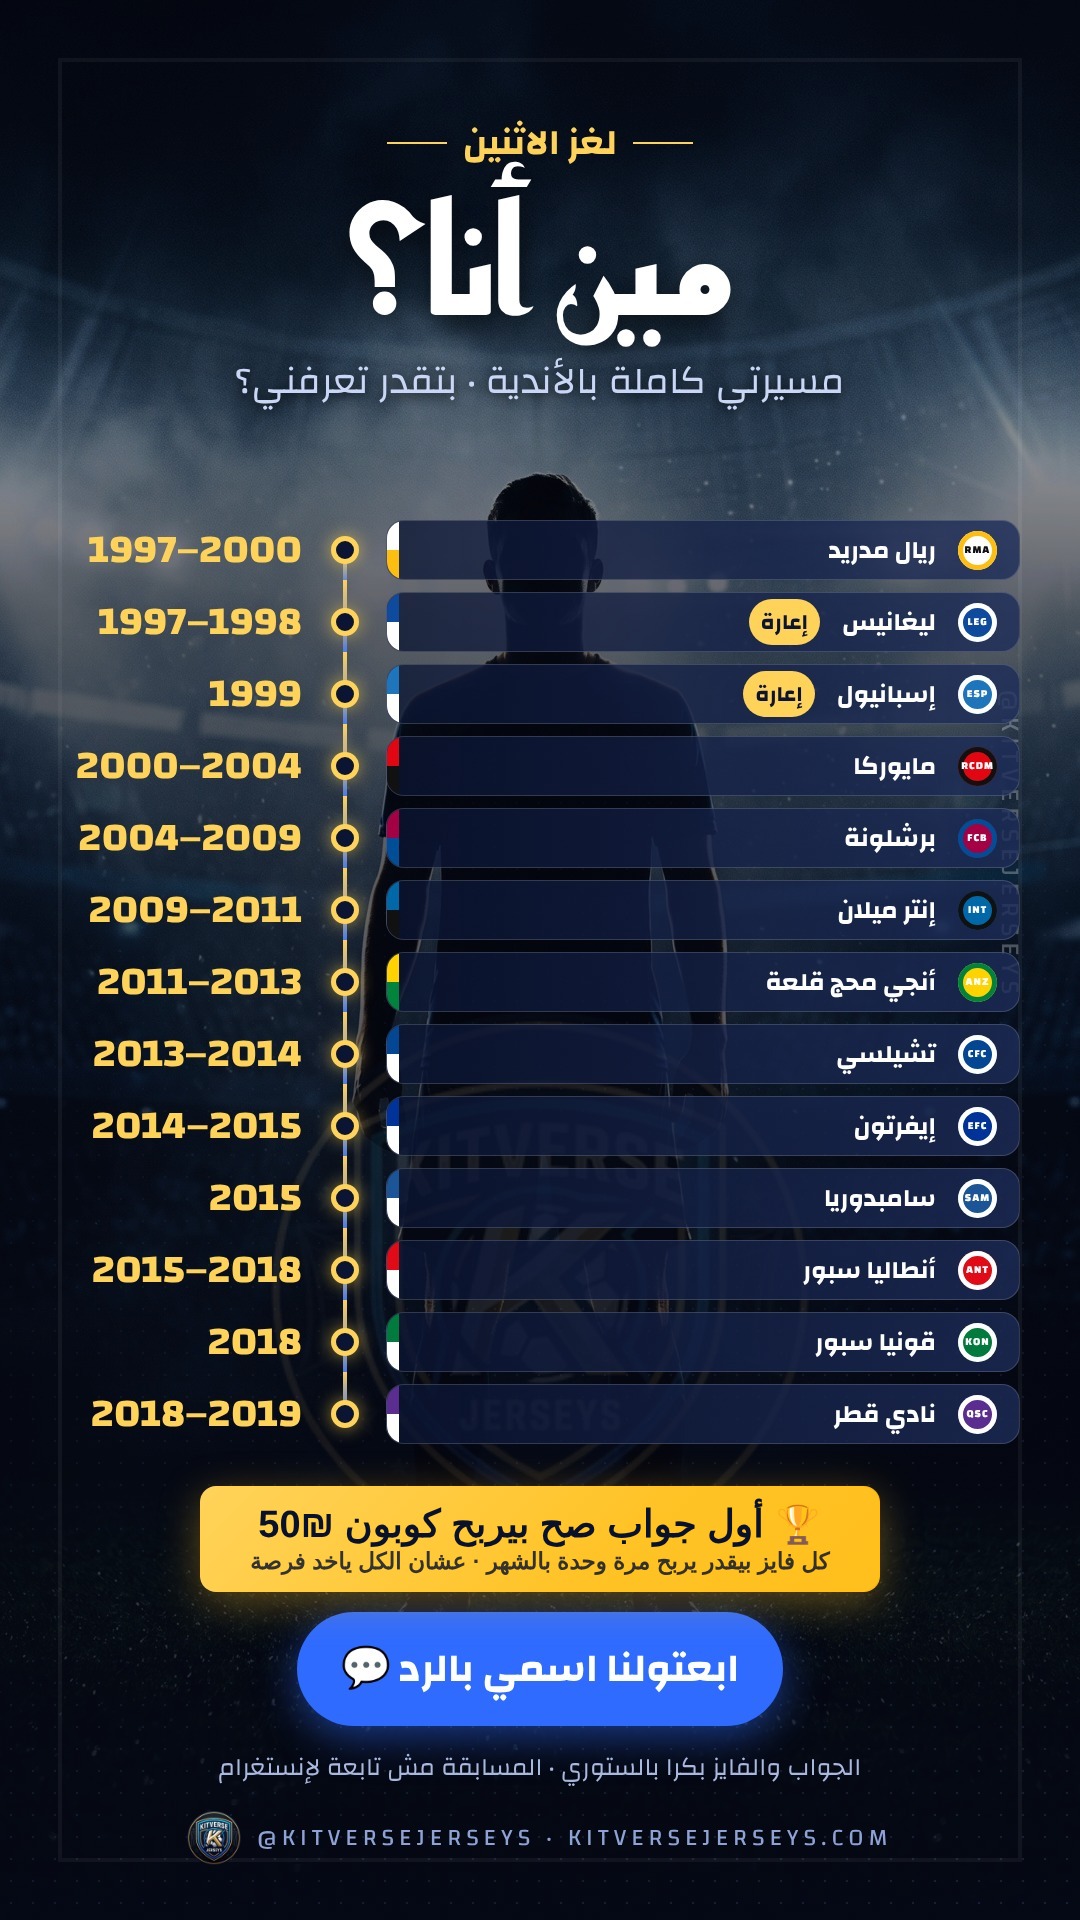 لغز الاثنين
مين أنا؟
مسيرتي كاملة بالأندية · بتقدر تعرفني؟
1997–2000 ريال مدريد RMA
1997–1998 ليغانيس إعارة LEG
1999 إسبانيول إعارة ESP
2000–2004 مايوركا RCDM
2004–2009 برشلونة FCB
2009–2011 إنتر ميلان INT
2011–2013 أنجي محج قلعة ANZ
2013–2014 تشيلسي CFC
2014–2015 إيفرتون EFC
2015 سامبدوريا SAM
2015–2018 أنطاليا سبور ANT
2018 قونيا سبور KON
2018–2019 نادي قطر QSC
@KITVERSEJERSEYS
KITVERSE
JERSEYS
🏆 أول جواب صح بيربح كوبون 50₪
كل فايز بيقدر يربح مرة وحدة بالشهر · عشان الكل ياخد فرصة
ابعتولنا اسمي بالرد 💬
الجواب والفايز بكرا بالستوري · المسابقة مش تابعة لإنستغرام
KITVERSE JERSEYS @KITVERSEJERSEYS · KITVERSEJERSEYS.COM